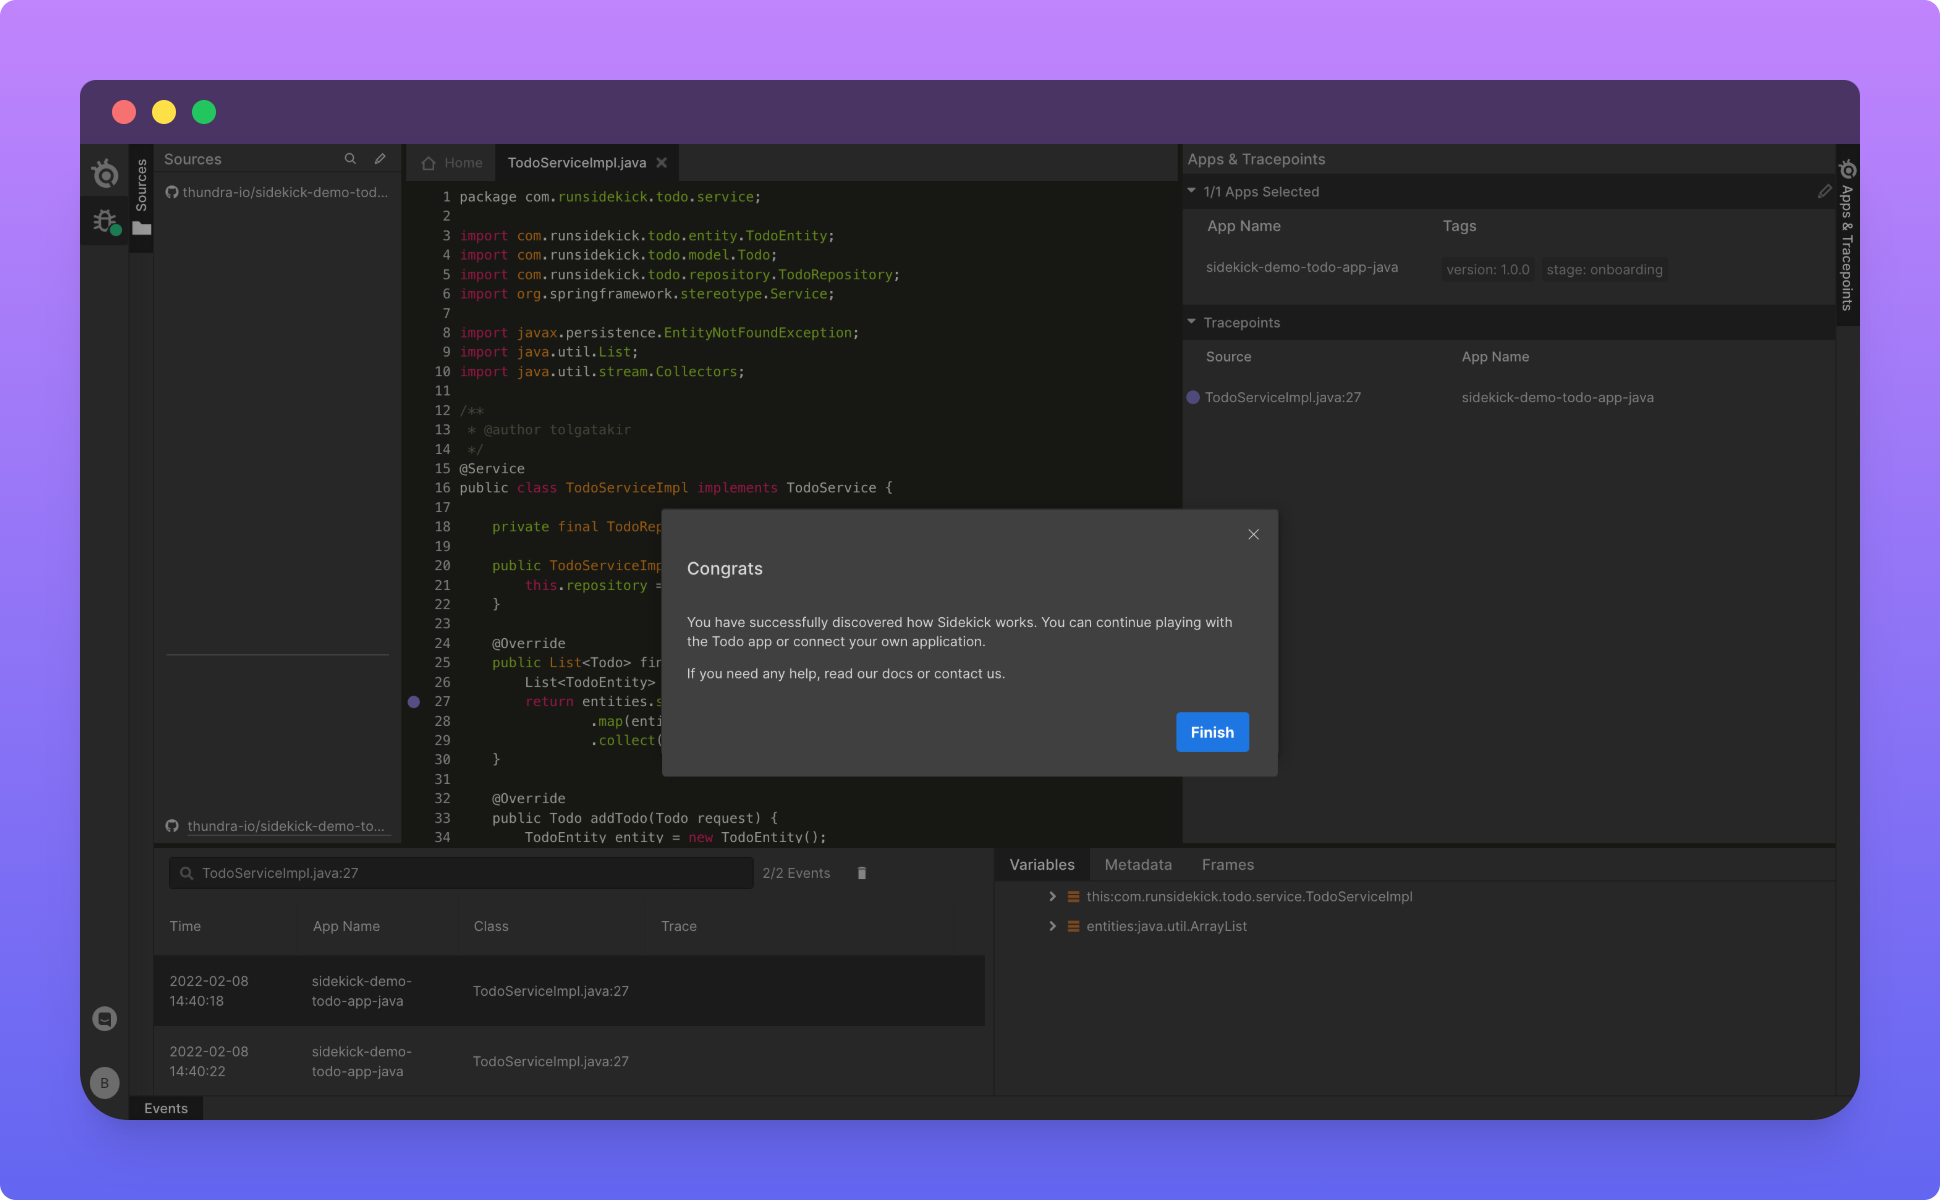 Sources
Sources
thundra-io/sidekick-demo-tod...
thundra-io/sidekick-demo-to...
Home
TodoServiceImpl.java
1 package com.runsidekick.todo.service;
2
3 import com.runsidekick.todo.entity.TodoEntity;
4 import com.runsidekick.todo.model.Todo;
5 import com.runsidekick.todo.repository.TodoRepository;
6 import org.springframework.stereotype.Service;
7
8 import javax.persistence.EntityNotFoundException;
9 import java.util.List;
10 import java.util.stream.Collectors;
11
12 /**
13 * @author tolgatakir
14 */
15 @Service
16 public class TodoServiceImpl implements TodoService {
17
18 private final TodoRep
19
20 public TodoServiceImp
21 this.repository =
22 }
23
24 @Override
25 public List<Todo> fin
26 List<TodoEntity>
27 return entities.s
28 .map(enti
29 .collect(
30 }
31
32 @Override
33 public Todo addTodo(Todo request) {
34 TodoEntity entity = new TodoEntity();
Congrats
You have successfully discovered how Sidekick works. You can continue playing with
the Todo app or connect your own application.
If you need any help, read our docs or contact us.
Finish
Apps & Tracepoints
1/1 Apps Selected
App Name Tags
sidekick-demo-todo-app-java version: 1.0.0 stage: onboarding
Tracepoints
Source App Name
TodoServiceImpl.java:27 sidekick-demo-todo-app-java
Apps & Tracepoints
TodoServiceImpl.java:27 2/2 Events
Time App Name Class Trace
2022-02-08
14:40:18
sidekick-demo-
todo-app-java
TodoServiceImpl.java:27
2022-02-08
14:40:22
sidekick-demo-
todo-app-java
TodoServiceImpl.java:27
Variables Metadata Frames
this:com.runsidekick.todo.service.TodoServiceImpl
entities:java.util.ArrayList
B
Events